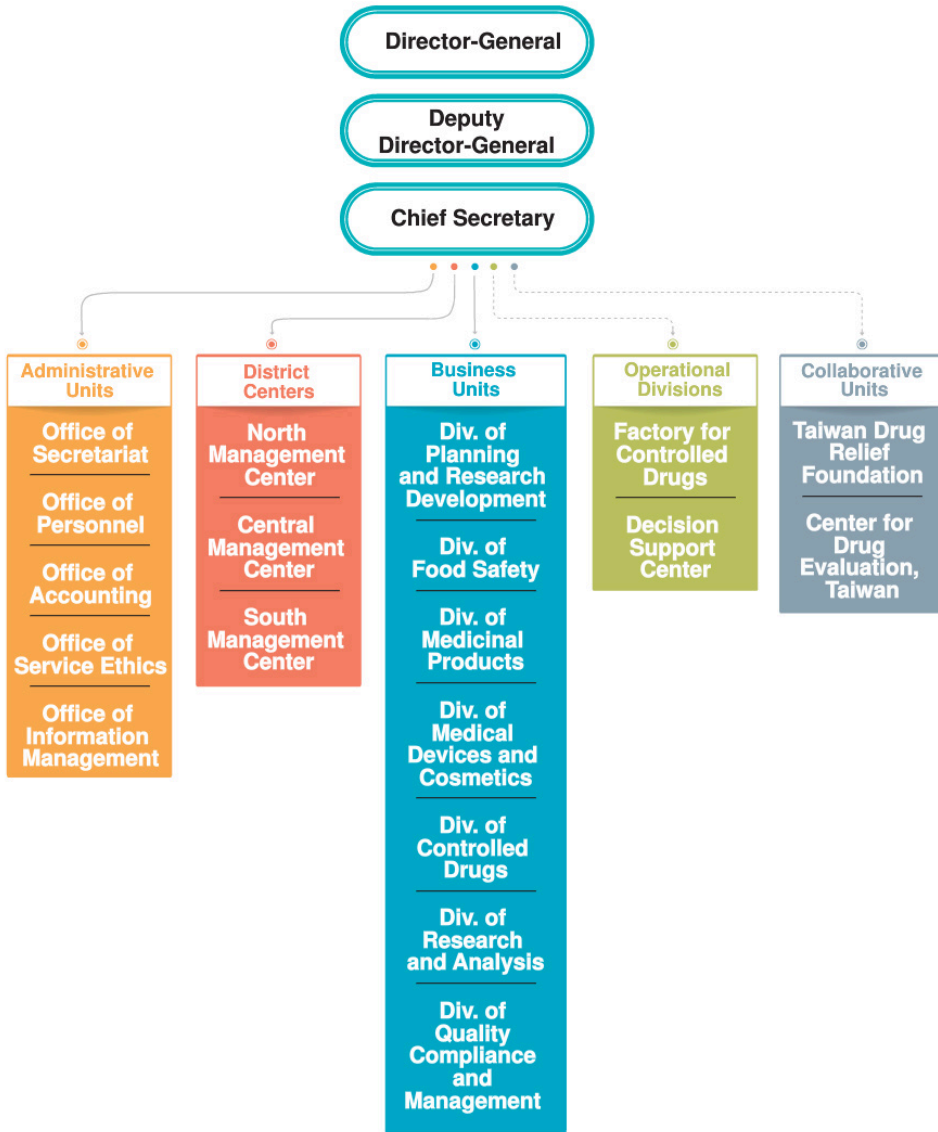 Director-General
Deputy
Director-General
Chief Secretary
Administrative
Units
Office of
Secretariat
Office of
Personnel
Office of
Accounting
Office of
Service Ethics
Office of
Information
Management
District
Centers
North
Management
Center
Central
Management
Center
South
Management
Center
Business
Units
Div. of
Planning
and Research
Development
Div. of
Food Safety
Div. of
Medicinal
Products
Div. of
Medical
Devices and
Cosmetics
Div. of
Controlled
Drugs
Div. of
Research
and Analysis
Div. of
Quality
Compliance
and
Management
Operational
Divisions
Factory for
Controlled
Drugs
Decision
Support
Center
Collaborative
Units
Taiwan Drug
Relief
Foundation
Center for
Drug
Evaluation,
Taiwan